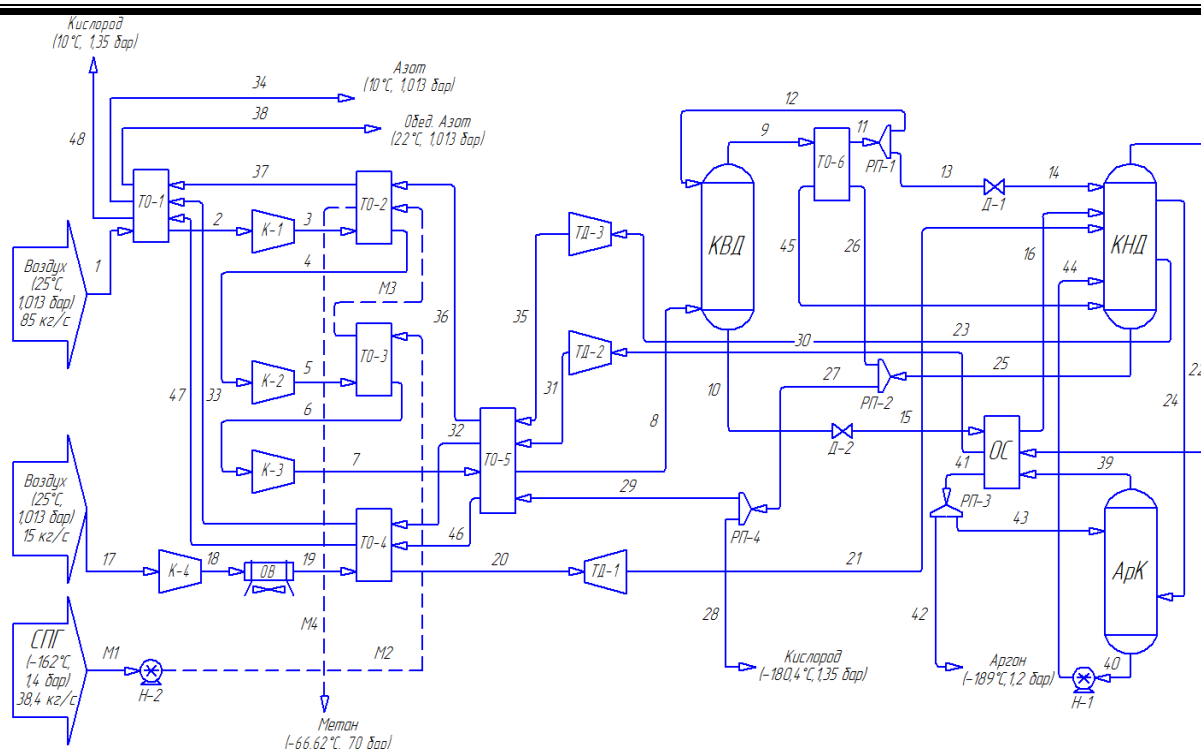 Кислород
(10°С, 1,35 бар)
34
Азот
(10°С, 1,013 бар)
38
Обед. Азот
(22°С, 1,013 бар)
48
37
ТО-1
ТО-2
2
К-1
3
1
Воздух
(25°С,
1,013 бар)
85 кг/с
4
М3
36
35
ТД-3
ТО-3
47
33
К-2
5
6
ТД-2
31
30
32
К-3
7
ТО-5
8
Воздух
(25°С,
1,013 бар)
15 кг/с
17
К-4
18
ОВ
19
ТО-4
46
29
20
ТД-1
21
РП-4
28
СПГ
(-162°С,
1,4 бар)
38,4 кг/с
М1
Н-2
М2
М4
Метан
(-66,62°С, 70 бар)
Кислород
(-180,4°С, 1,35 бар)
12
9
ТО-6
11
РП-1
13
Д-1
14
КВД
КНД
45
26
16
44
23
10
27
РП-2
25
22
24
15
Д-2
ОС
41
39
РП-3
43
АрК
42
Аргон
(-189°С, 1,2 бар)
40
Н-1